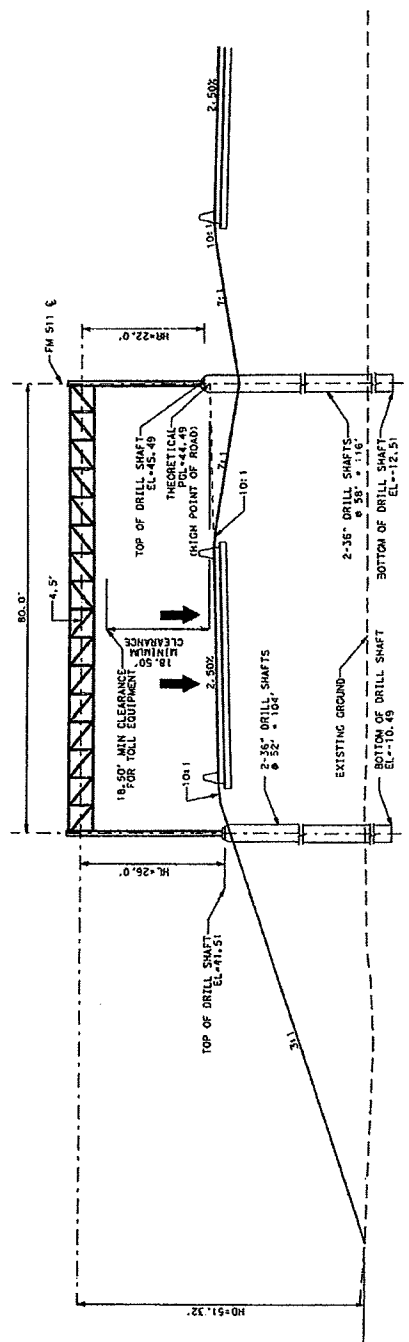 FM 511 ℄
80.0'
4.5'
HR=22.0'
TOP OF DRILL SHAFT
EL=45.49
THEORETICAL
PGL=44.49
(HIGH POINT OF ROAD)
18.50'
MINIMUM
CLEARANCE
18.50' MIN CLEARANCE
FOR TOLL EQUIPMENT
HL=26.0'
TOP OF DRILL SHAFT
EL=41.51
HD=51.32'
3:1
10:1
2.50%
10:1
7:1
7:1
10:1
2.50%
2-36" DRILL SHAFTS
@ 52' = 104'
2-36" DRILL SHAFTS
@ 58' = 116'
EXISTING GROUND
BOTTOM OF DRILL SHAFT
EL=-10.49
BOTTOM OF DRILL SHAFT
EL=-12.51